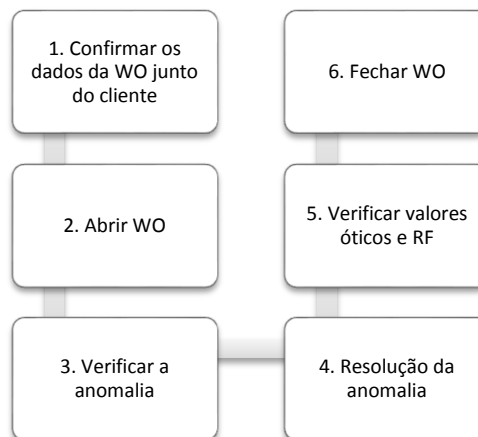 1. Confirmar os
dados da WO junto
do cliente
2. Abrir WO
3. Verificar a
anomalia
4. Resolução da
anomalia
5. Verificar valores
óticos e RF
6. Fechar WO